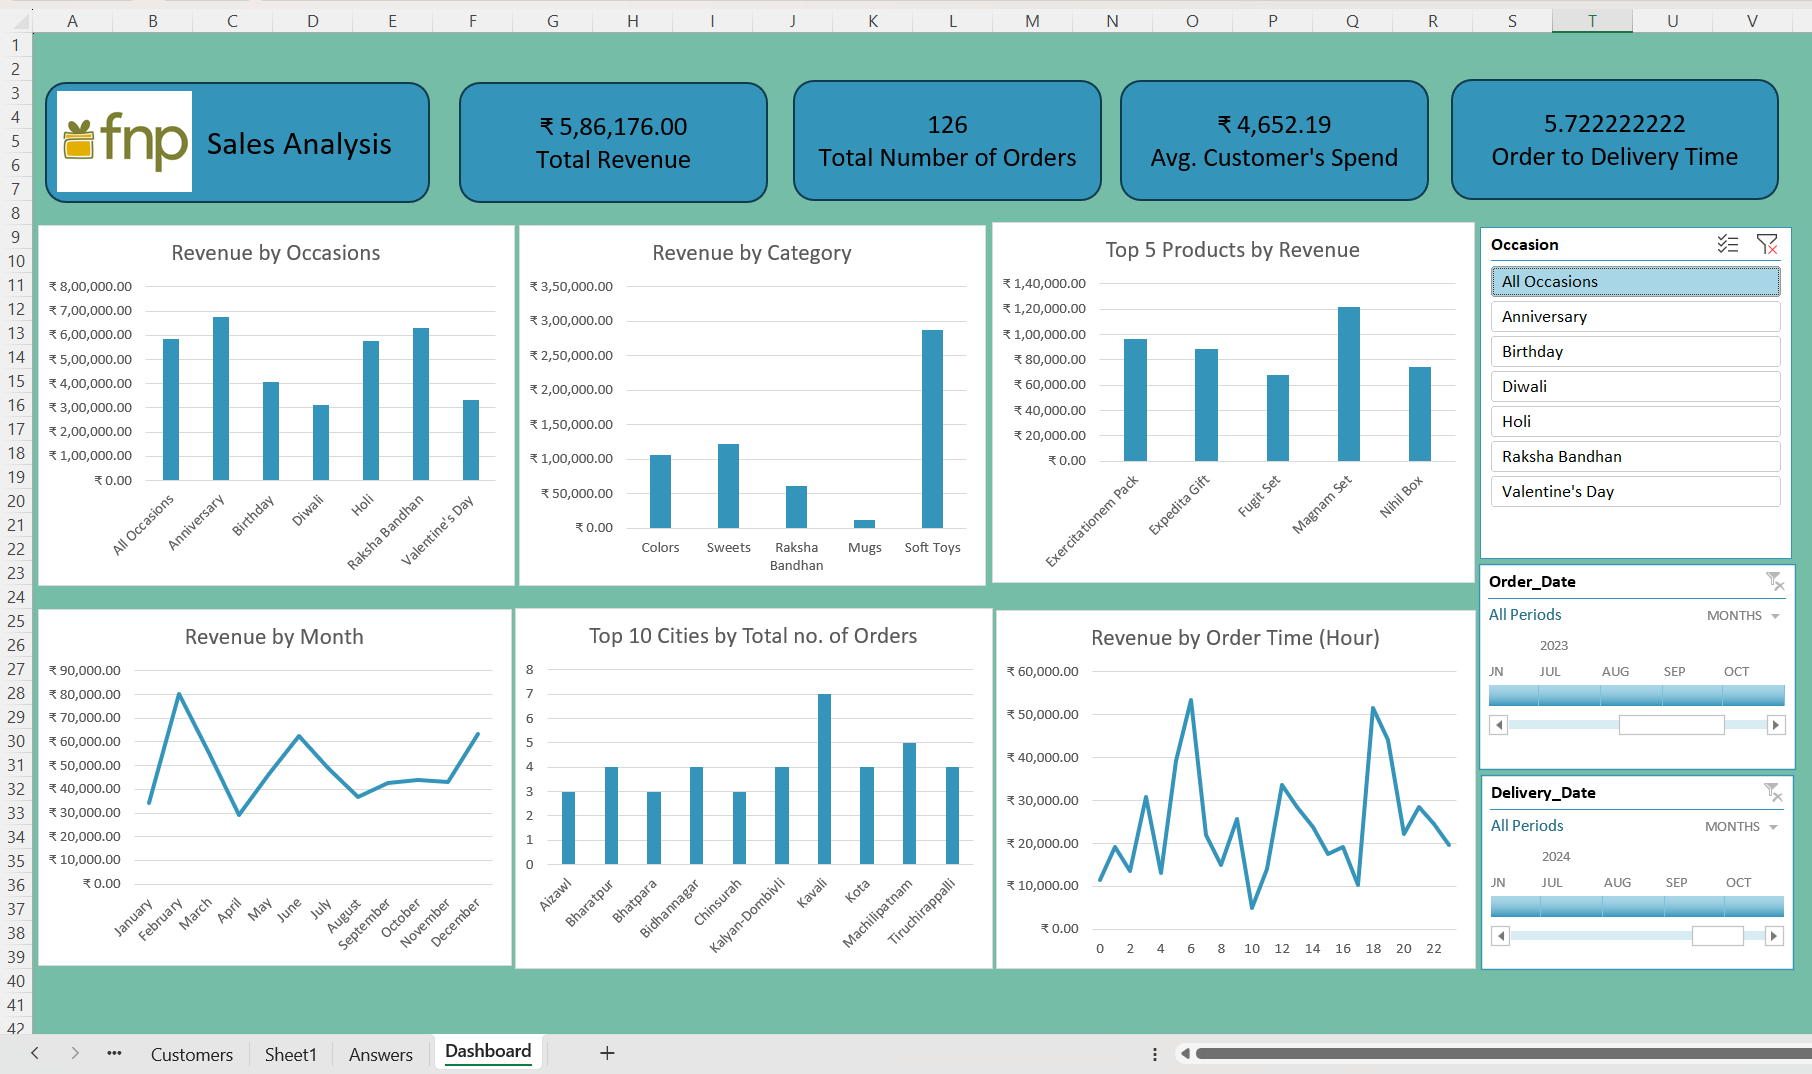 A B C D E F G H I J K L M N O P Q R S T U V
1
2
3
4
5
6
7
8
9
10
11
12
13
14
15
16
17
18
19
20
21
22
23
24
25
26
27
28
29
30
31
32
33
34
35
36
37
38
39
40
41
42
fnp
Sales Analysis
₹ 5,86,176.00
Total Revenue
126
Total Number of Orders
₹ 4,652.19
Avg. Customer's Spend
5.722222222
Order to Delivery Time
Revenue by Occasions
₹ 8,00,000.00
₹ 7,00,000.00
₹ 6,00,000.00
₹ 5,00,000.00
₹ 4,00,000.00
₹ 3,00,000.00
₹ 2,00,000.00
₹ 1,00,000.00
₹ 0.00
All Occasions
Anniversary
Birthday
Diwali
Holi
Raksha Bandhan
Valentine's Day
Revenue by Category
₹ 3,50,000.00
₹ 3,00,000.00
₹ 2,50,000.00
₹ 2,00,000.00
₹ 1,50,000.00
₹ 1,00,000.00
₹ 50,000.00
₹ 0.00
Colors
Sweets
Raksha
Bandhan
Mugs
Soft Toys
Top 5 Products by Revenue
₹ 1,40,000.00
₹ 1,20,000.00
₹ 1,00,000.00
₹ 80,000.00
₹ 60,000.00
₹ 40,000.00
₹ 20,000.00
₹ 0.00
Exercitationem Pack
Expedita Gift
Fugit Set
Magnam Set
Nihil Box
Occasion
All Occasions
Anniversary
Birthday
Diwali
Holi
Raksha Bandhan
Valentine's Day
Order_Date
All Periods
MONTHS
2023
JN JUL AUG SEP OCT
Delivery_Date
All Periods
MONTHS
2024
JN JUL AUG SEP OCT
Revenue by Month
₹ 90,000.00
₹ 80,000.00
₹ 70,000.00
₹ 60,000.00
₹ 50,000.00
₹ 40,000.00
₹ 30,000.00
₹ 20,000.00
₹ 10,000.00
₹ 0.00
January
February
March
April
May
June
July
August
September
October
November
December
Top 10 Cities by Total no. of Orders
8
7
6
5
4
3
2
1
0
Aizawl
Bharatpur
Bhatpara
Bidhannagar
Chinsurah
Kalyan-Dombivli
Kavali
Kota
Machilipatnam
Tiruchirappalli
Revenue by Order Time (Hour)
₹ 60,000.00
₹ 50,000.00
₹ 40,000.00
₹ 30,000.00
₹ 20,000.00
₹ 10,000.00
₹ 0.00
0 2 4 6 8 10 12 14 16 18 20 22
Customers
Sheet1
Answers
Dashboard